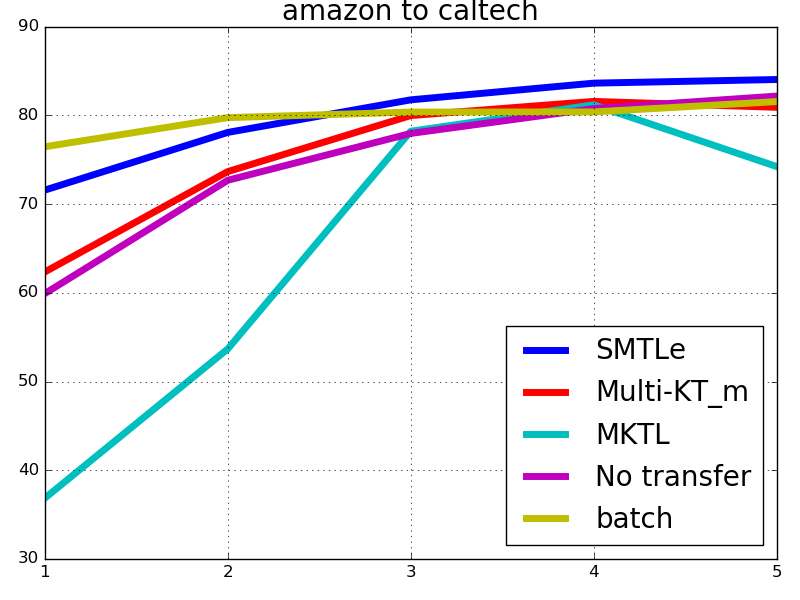 amazon to caltech
90
80
70
60
50
40
30
1 2 3 4 5
SMTLe
Multi-KT_m
MKTL
No transfer
batch